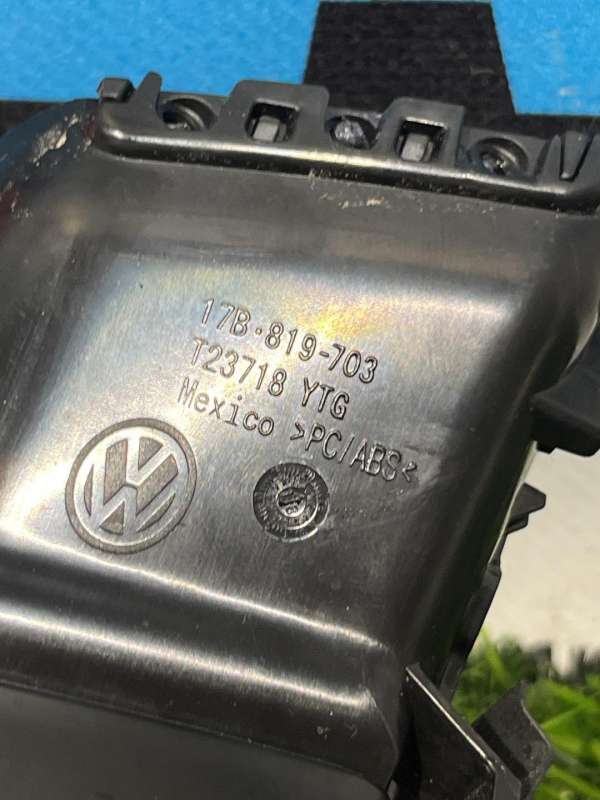 17B·819-703
T23718 YTG
Mexico >PC/ABS<